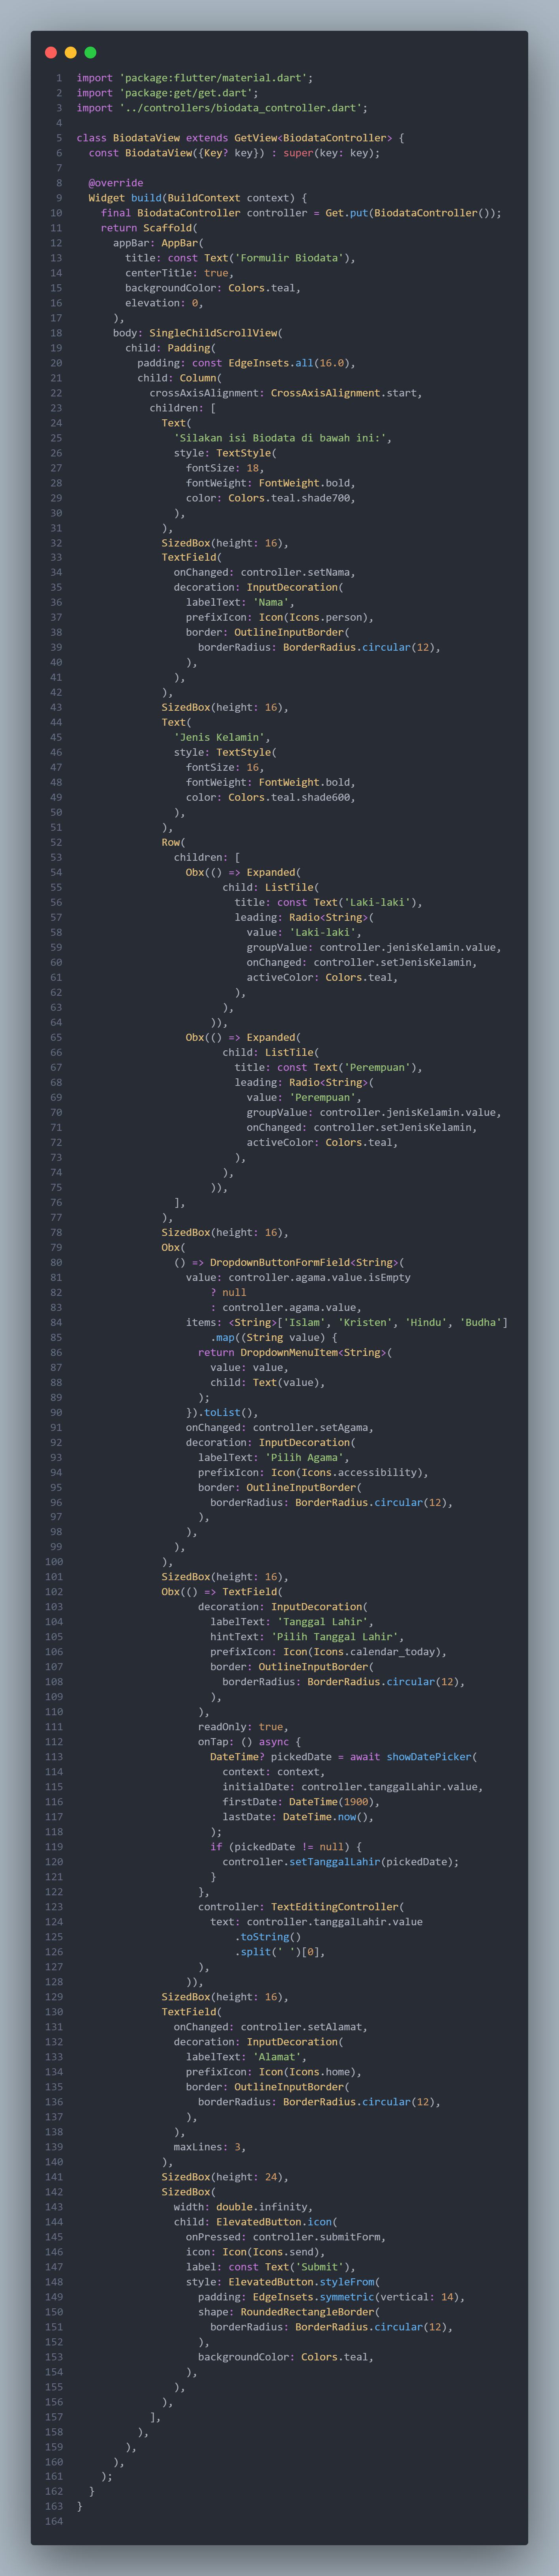 1 import 'package:flutter/material.dart';
2 import 'package:get/get.dart';
3 import '../controllers/biodata_controller.dart';
4
5 class BiodataView extends GetView<BiodataController> {
6   const BiodataView({Key? key}) : super(key: key);
7
8   @override
9   Widget build(BuildContext context) {
10     final BiodataController controller = Get.put(BiodataController());
11     return Scaffold(
12       appBar: AppBar(
13         title: const Text('Formulir Biodata'),
14         centerTitle: true,
15         backgroundColor: Colors.teal,
16         elevation: 0,
17       ),
18       body: SingleChildScrollView(
19         child: Padding(
20           padding: const EdgeInsets.all(16.0),
21           child: Column(
22             crossAxisAlignment: CrossAxisAlignment.start,
23             children: [
24               Text(
25                 'Silakan isi Biodata di bawah ini:',
26                 style: TextStyle(
27                   fontSize: 18,
28                   fontWeight: FontWeight.bold,
29                   color: Colors.teal.shade700,
30                 ),
31               ),
32               SizedBox(height: 16),
33               TextField(
34                 onChanged: controller.setNama,
35                 decoration: InputDecoration(
36                   labelText: 'Nama',
37                   prefixIcon: Icon(Icons.person),
38                   border: OutlineInputBorder(
39                     borderRadius: BorderRadius.circular(12),
40                   ),
41                 ),
42               ),
43               SizedBox(height: 16),
44               Text(
45                 'Jenis Kelamin',
46                 style: TextStyle(
47                   fontSize: 16,
48                   fontWeight: FontWeight.bold,
49                   color: Colors.teal.shade600,
50                 ),
51               ),
52               Row(
53                 children: [
54                   Obx(() => Expanded(
55                         child: ListTile(
56                           title: const Text('Laki-laki'),
57                           leading: Radio<String>(
58                             value: 'Laki-laki',
59                             groupValue: controller.jenisKelamin.value,
60                             onChanged: controller.setJenisKelamin,
61                             activeColor: Colors.teal,
62                           ),
63                         ),
64                       )),
65                   Obx(() => Expanded(
66                         child: ListTile(
67                           title: const Text('Perempuan'),
68                           leading: Radio<String>(
69                             value: 'Perempuan',
70                             groupValue: controller.jenisKelamin.value,
71                             onChanged: controller.setJenisKelamin,
72                             activeColor: Colors.teal,
73                           ),
74                         ),
75                       )),
76                 ],
77               ),
78               SizedBox(height: 16),
79               Obx(
80                 () => DropdownButtonFormField<String>(
81                   value: controller.agama.value.isEmpty
82                       ? null
83                       : controller.agama.value,
84                   items: <String>['Islam', 'Kristen', 'Hindu', 'Budha']
85                       .map((String value) {
86                     return DropdownMenuItem<String>(
87                       value: value,
88                       child: Text(value),
89                     );
90                   }).toList(),
91                   onChanged: controller.setAgama,
92                   decoration: InputDecoration(
93                     labelText: 'Pilih Agama',
94                     prefixIcon: Icon(Icons.accessibility),
95                     border: OutlineInputBorder(
96                       borderRadius: BorderRadius.circular(12),
97                     ),
98                   ),
99                 ),
100               ),
101               SizedBox(height: 16),
102               Obx(() => TextField(
103                     decoration: InputDecoration(
104                       labelText: 'Tanggal Lahir',
105                       hintText: 'Pilih Tanggal Lahir',
106                       prefixIcon: Icon(Icons.calendar_today),
107                       border: OutlineInputBorder(
108                         borderRadius: BorderRadius.circular(12),
109                       ),
110                     ),
111                     readOnly: true,
112                     onTap: () async {
113                       DateTime? pickedDate = await showDatePicker(
114                         context: context,
115                         initialDate: controller.tanggalLahir.value,
116                         firstDate: DateTime(1900),
117                         lastDate: DateTime.now(),
118                       );
119                       if (pickedDate != null) {
120                         controller.setTanggalLahir(pickedDate);
121                       }
122                     },
123                     controller: TextEditingController(
124                       text: controller.tanggalLahir.value
125                           .toString()
126                           .split(' ')[0],
127                     ),
128                   )),
129               SizedBox(height: 16),
130               TextField(
131                 onChanged: controller.setAlamat,
132                 decoration: InputDecoration(
133                   labelText: 'Alamat',
134                   prefixIcon: Icon(Icons.home),
135                   border: OutlineInputBorder(
136                     borderRadius: BorderRadius.circular(12),
137                   ),
138                 ),
139                 maxLines: 3,
140               ),
141               SizedBox(height: 24),
142               SizedBox(
143                 width: double.infinity,
144                 child: ElevatedButton.icon(
145                   onPressed: controller.submitForm,
146                   icon: Icon(Icons.send),
147                   label: const Text('Submit'),
148                   style: ElevatedButton.styleFrom(
149                     padding: EdgeInsets.symmetric(vertical: 14),
150                     shape: RoundedRectangleBorder(
151                       borderRadius: BorderRadius.circular(12),
152                     ),
153                     backgroundColor: Colors.teal,
154                   ),
155                 ),
156               ),
157             ],
158           ),
159         ),
160       ),
161     );
162   }
163 }
164